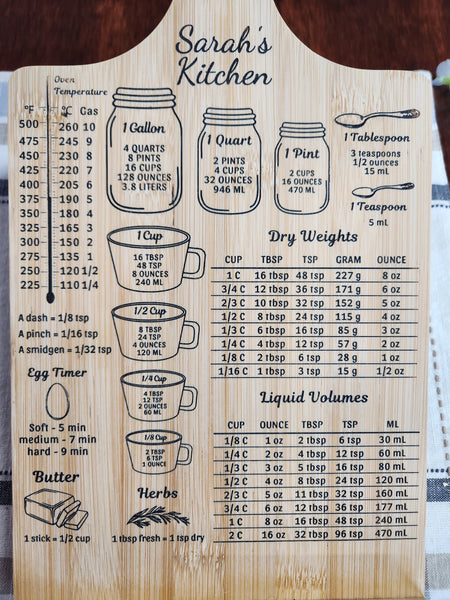 Sarah's
Kitchen
Oven
Temperature
°F °C Gas
500 260 10
475 245 9
450 230 8
425 220 7
400 205 6
375 190 5
350 180 4
325 165 3
300 150 2
275 135 1
250 120 1/2
225 110 1/4
A dash = 1/8 tsp
A pinch = 1/16 tsp
A smidgen = 1/32 tsp
Egg Timer
Soft - 5 min
medium - 7 min
hard - 9 min
Butter
1 stick = 1/2 cup
1 Gallon
4 QUARTS
8 PINTS
16 CUPS
128 OUNCES
3.8 LITERS
1 Quart
2 PINTS
4 CUPS
32 OUNCES
946 ML
1 Pint
2 CUPS
16 OUNCES
470 ML
1 Tablespoon
3 teaspoons
1/2 ounces
15 mL
1 Teaspoon
5 mL
1 Cup
16 TBSP
48 TSP
8 OUNCES
240 ML
1/2 Cup
8 TBSP
24 TSP
4 OUNCES
120 ML
1/4 Cup
4 TBSP
12 TSP
2 OUNCES
60 ML
1/8 Cup
2 TBSP
6 TSP
1 OUNCE
Herbs
1 tbsp fresh = 1 tsp dry
Dry Weights
CUP TBSP TSP GRAM OUNCE
1 C 16 tbsp 48 tsp 227 g 8 oz
3/4 C 12 tbsp 36 tsp 171 g 6 oz
2/3 C 10 tbsp 32 tsp 152 g 5 oz
1/2 C 8 tbsp 24 tsp 115 g 4 oz
1/3 C 6 tbsp 16 tsp 85 g 3 oz
1/4 C 4 tbsp 12 tsp 57 g 2 oz
1/8 C 2 tbsp 6 tsp 28 g 1 oz
1/16 C 1 tbsp 3 tsp 15 g 1/2 oz
Liquid Volumes
CUP OUNCE TBSP TSP ML
1/8 C 1 oz 2 tbsp 6 tsp 30 mL
1/4 C 2 oz 4 tbsp 12 tsp 60 mL
1/3 C 3 oz 5 tbsp 16 tsp 80 mL
1/2 C 4 oz 8 tbsp 24 tsp 120 mL
2/3 C 5 oz 11 tbsp 32 tsp 160 mL
3/4 C 6 oz 12 tbsp 36 tsp 177 mL
1 C 8 oz 16 tbsp 48 tsp 240 mL
2 C 16 oz 32 tbsp 96 tsp 470 mL